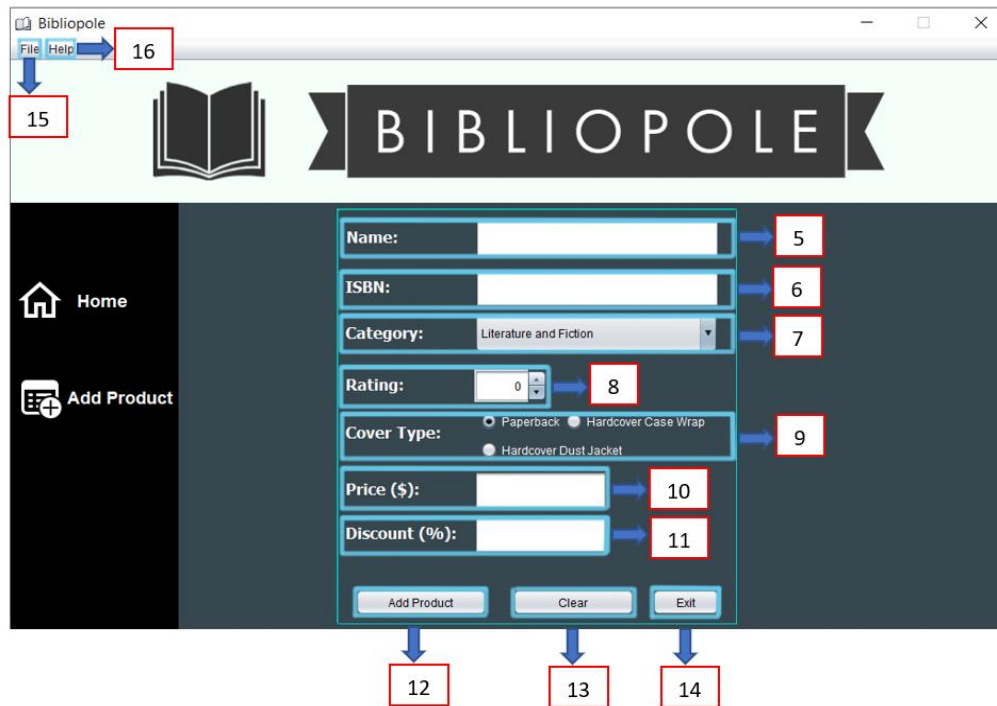 Bibliopole
File Help 16
15
BIBLIOPOLE
Name: 5
ISBN: 6
Home
Category: Literature and Fiction 7
Rating: 0 8
Add Product
Cover Type: Paperback Hardcover Case Wrap
Hardcover Dust Jacket
9
Price ($): 10
Discount (%): 11
Add Product Clear Exit
12 13 14